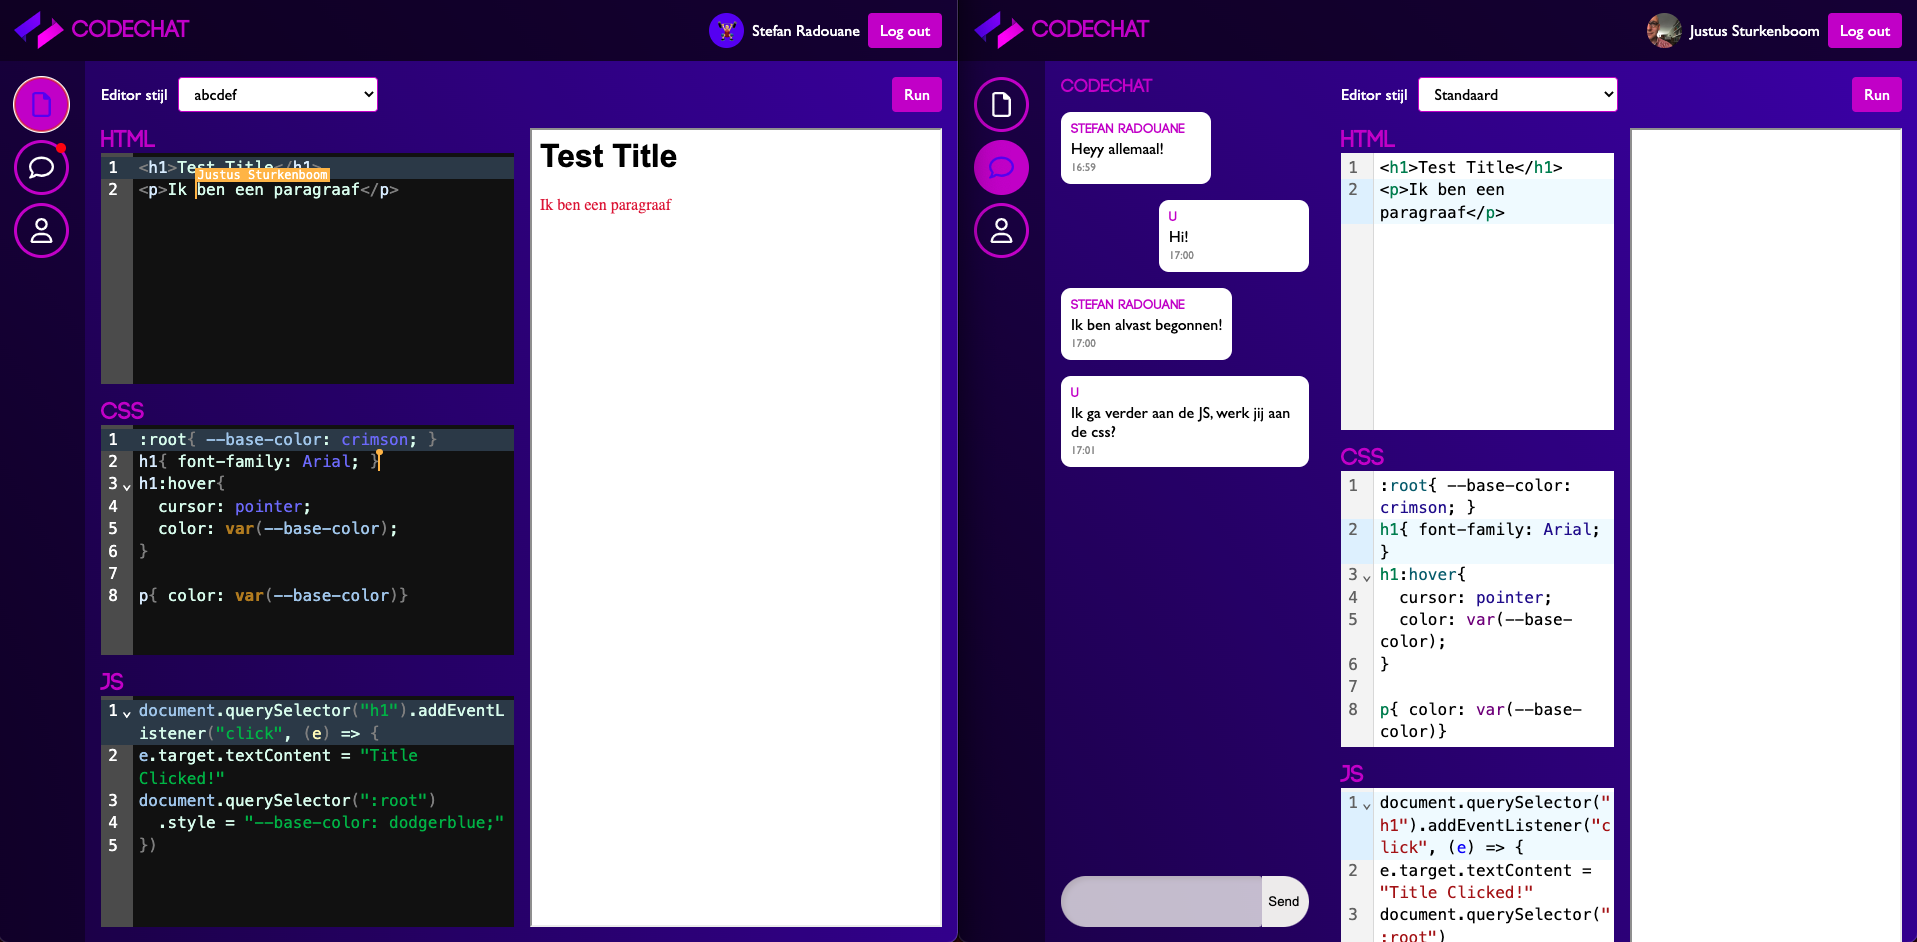 CODECHAT
Stefan Radouane
Log out
Editor stijl
abcdef
Run
HTML
1 <h1>Test Title</h1>
Justus Sturkenboom
2 <p>Ik ben een paragraaf</p>
CSS
1 :root{ --base-color: crimson; }
2 h1{ font-family: Arial; }
3 h1:hover{
4 cursor: pointer;
5 color: var(--base-color);
6 }
7
8 p{ color: var(--base-color)}
JS
1 document.querySelector("h1").addEventL
istener("click", (e) => {
2 e.target.textContent = "Title
Clicked!"
3 document.querySelector(":root")
4 .style = "--base-color: dodgerblue;"
5 })
Test Title
Ik ben een paragraaf
CODECHAT
Justus Sturkenboom
Log out
CODECHAT
STEFAN RADOUANE
Heyy allemaal!
16:59
U
Hi!
17:00
STEFAN RADOUANE
Ik ben alvast begonnen!
17:00
U
Ik ga verder aan de JS, werk jij aan
de css?
17:01
Send
Editor stijl
Standaard
Run
HTML
1 <h1>Test Title</h1>
2 <p>Ik ben een
paragraaf</p>
CSS
1 :root{ --base-color:
crimson; }
2 h1{ font-family: Arial;
}
3 h1:hover{
4 cursor: pointer;
5 color: var(--base-
color);
6 }
7
8 p{ color: var(--base-
color)}
JS
1 document.querySelector("
h1").addEventListener("c
lick", (e) => {
2 e.target.textContent =
"Title Clicked!"
3 document.querySelector("
:root")